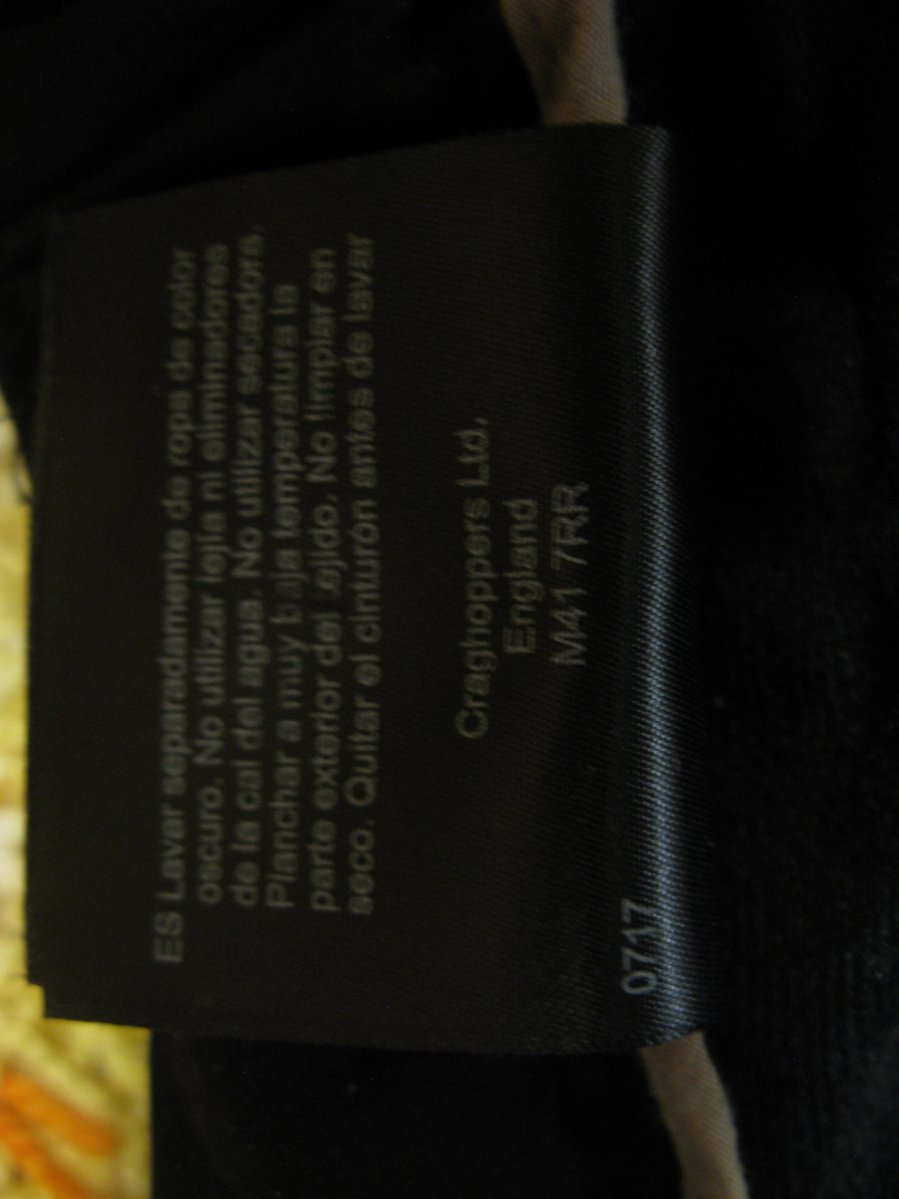 ES Lavar separadamente de ropa de color
oscuro. No utilizar lejía ni eliminadores
de la cal del agua. No utilizar secadora.
Planchar a muy baja temperatura la
parte exterior del ejido. No limpiar en
seco. Quitar el cinturón antes de lavar
Craghoppers Ltd.
England
M41 7RR
0717